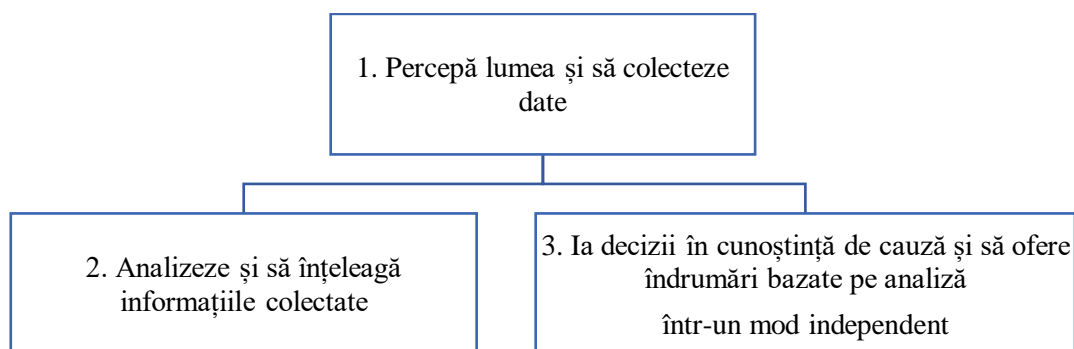 1. Percepă lumea și să colecteze
date
2. Analizeze și să înțeleagă
informațiile colectate
3. Ia decizii în cunoștință de cauză și să ofere
îndrumări bazate pe analiză
într-un mod independent